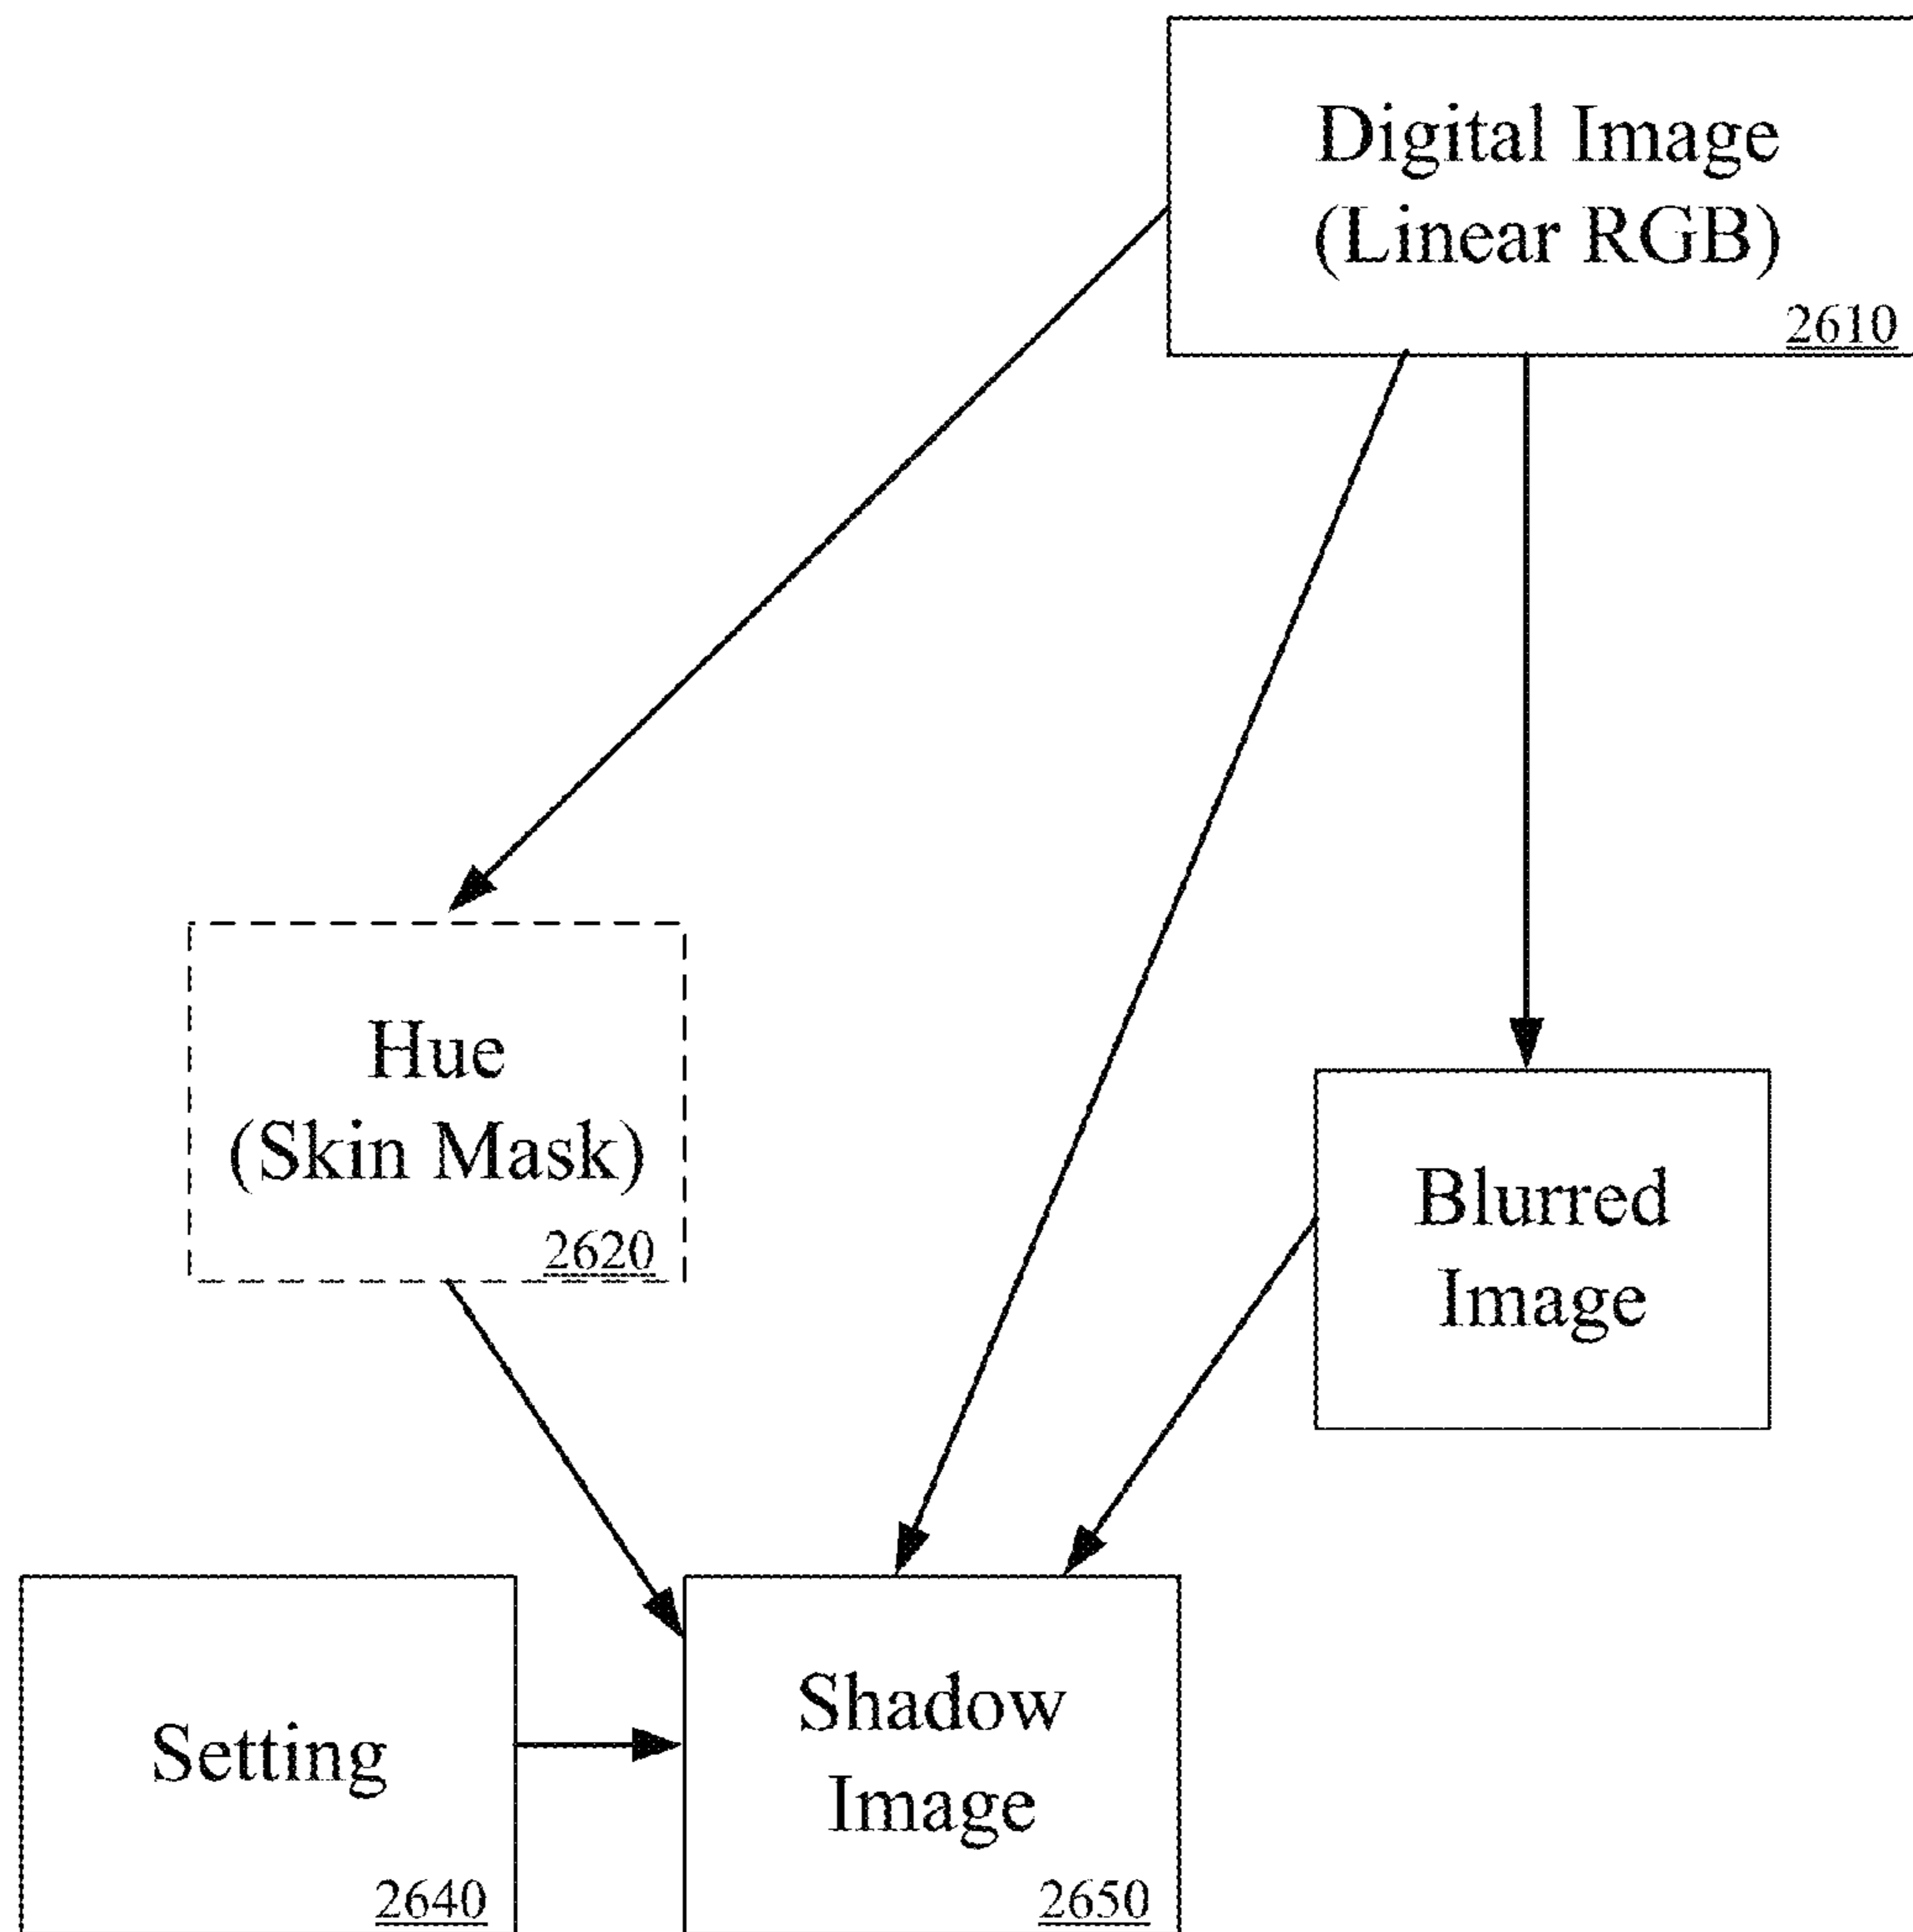 Digital Image
(Linear RGB)
2610
Hue
(Skin Mask)
2620
Blurred
Image
Setting
2640
Shadow
Image
2650